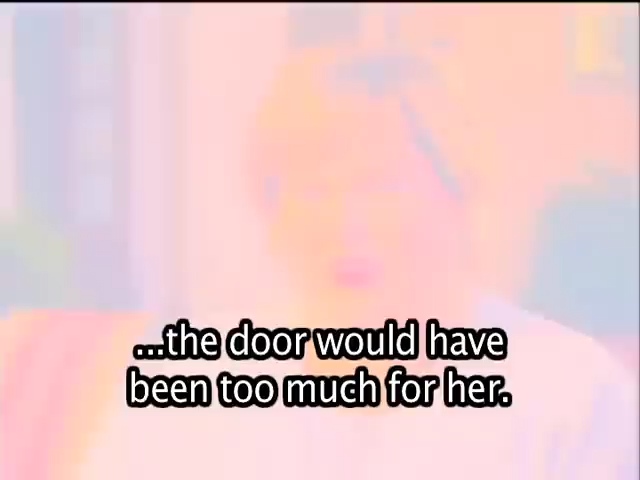 ...the door would have
been too much for her.